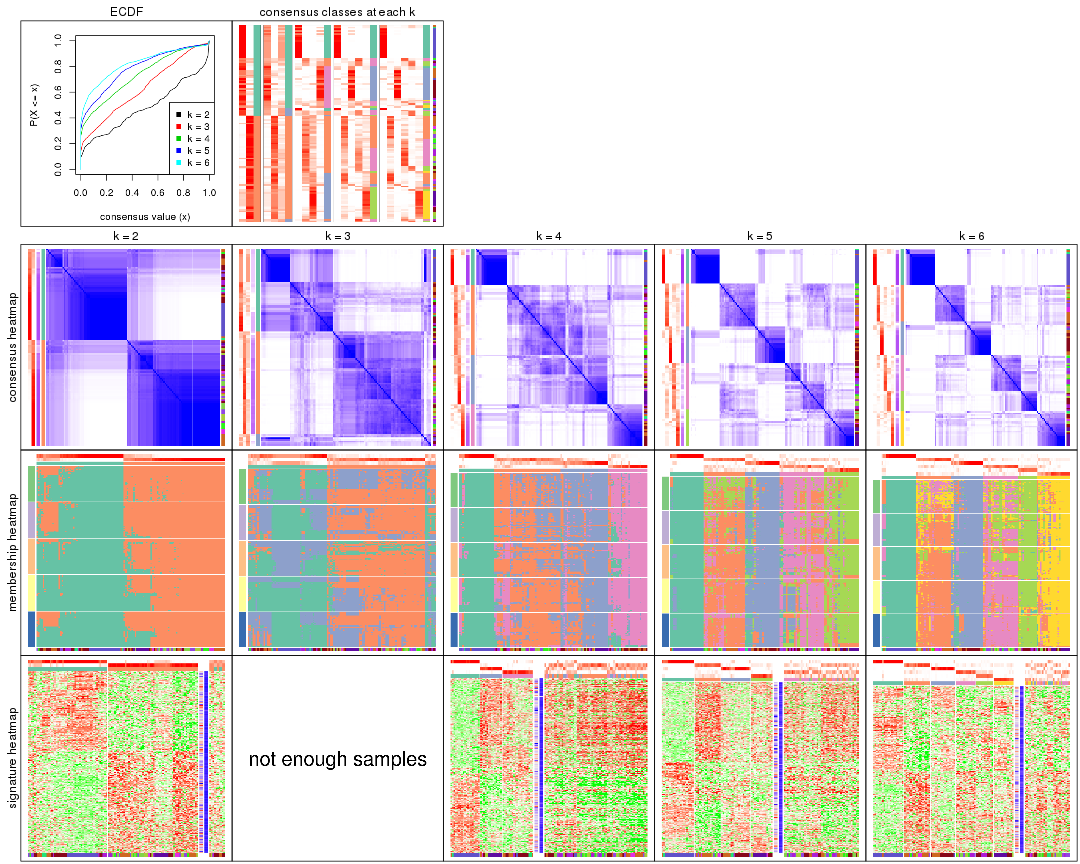 ECDF
consensus classes at each k
P(X <= x)
0.0 0.2 0.4 0.6 0.8 1.0
k = 2
k = 3
k = 4
k = 5
k = 6
0.0 0.2 0.4 0.6 0.8 1.0
consensus value (x)
k = 2 k = 3 k = 4 k = 5 k = 6
consensus heatmap
membership heatmap
signature heatmap
not enough samples